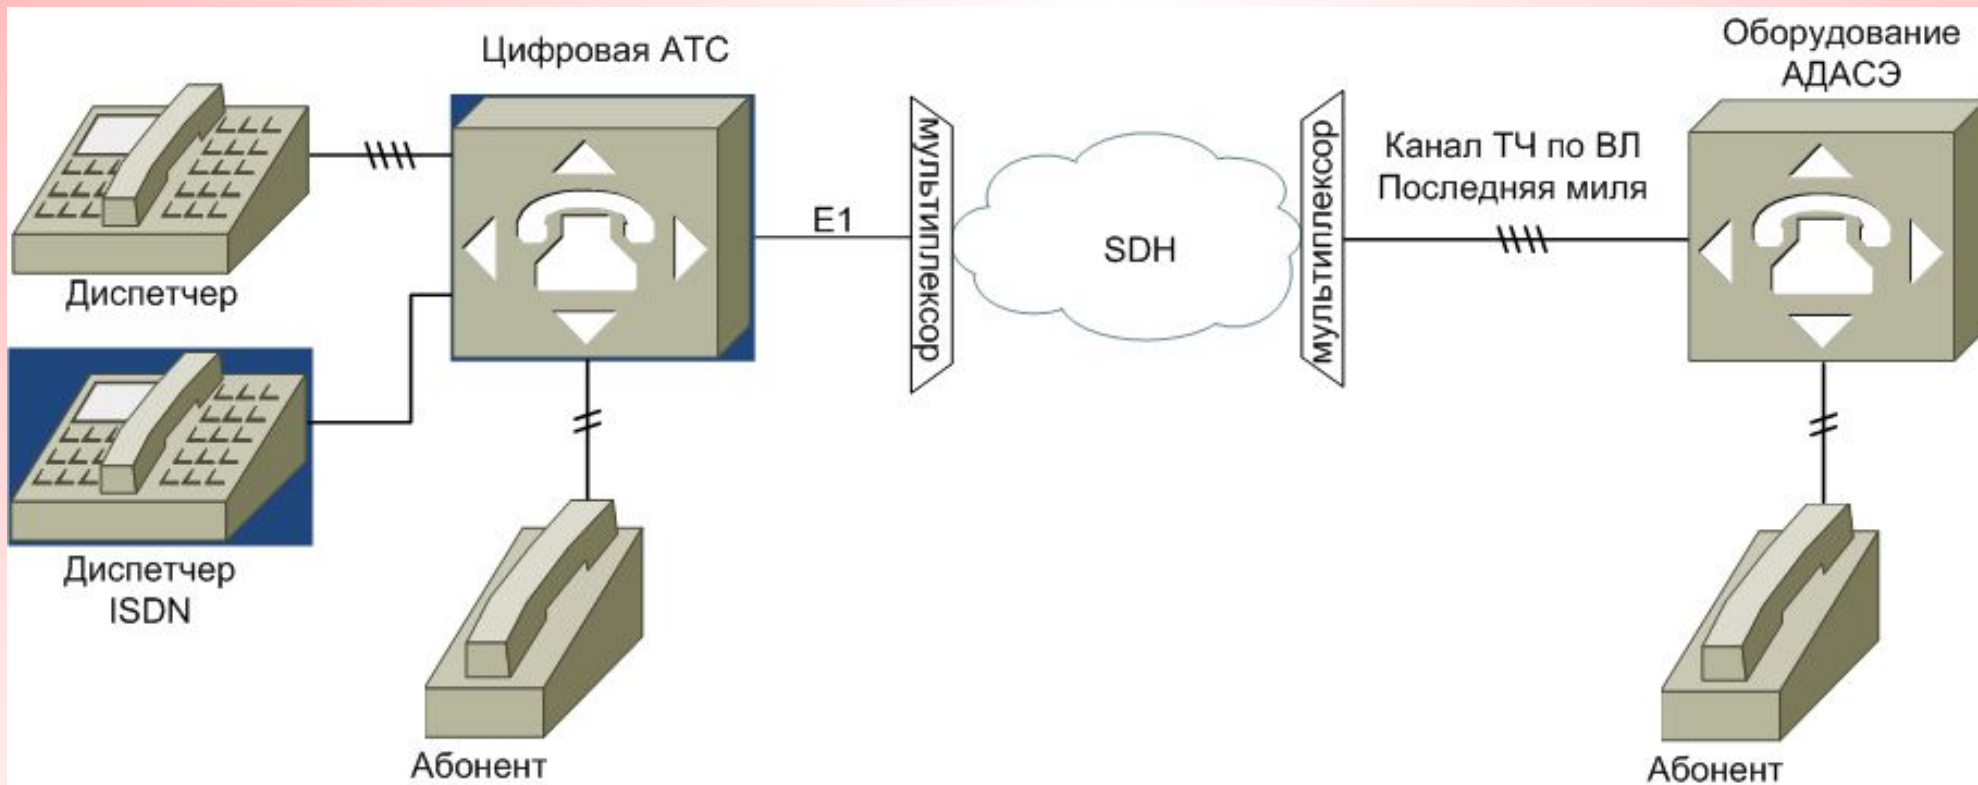 Цифровая АТС
Оборудование
АДАСЭ
Диспетчер
Диспетчер
ISDN
Абонент
E1
мультиплексор
SDH
мультиплексор
Канал ТЧ по ВЛ
Последняя миля
Абонент